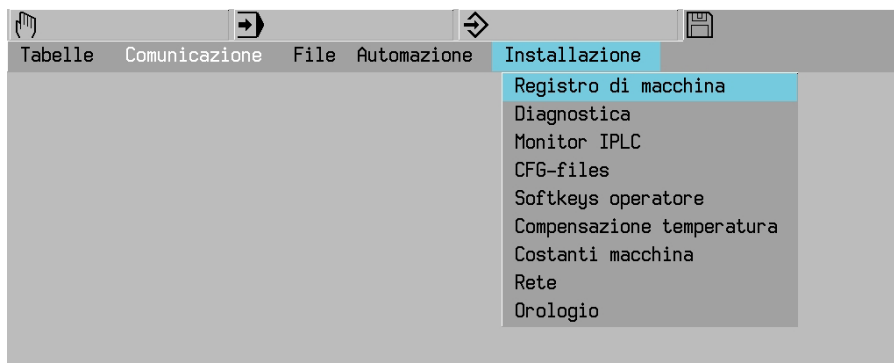 Tabelle Comunicazione File Automazione Installazione
Registro di macchina
Diagnostica
Monitor IPLC
CFG-files
Softkeys operatore
Compensazione temperatura
Costanti macchina
Rete
Orologio